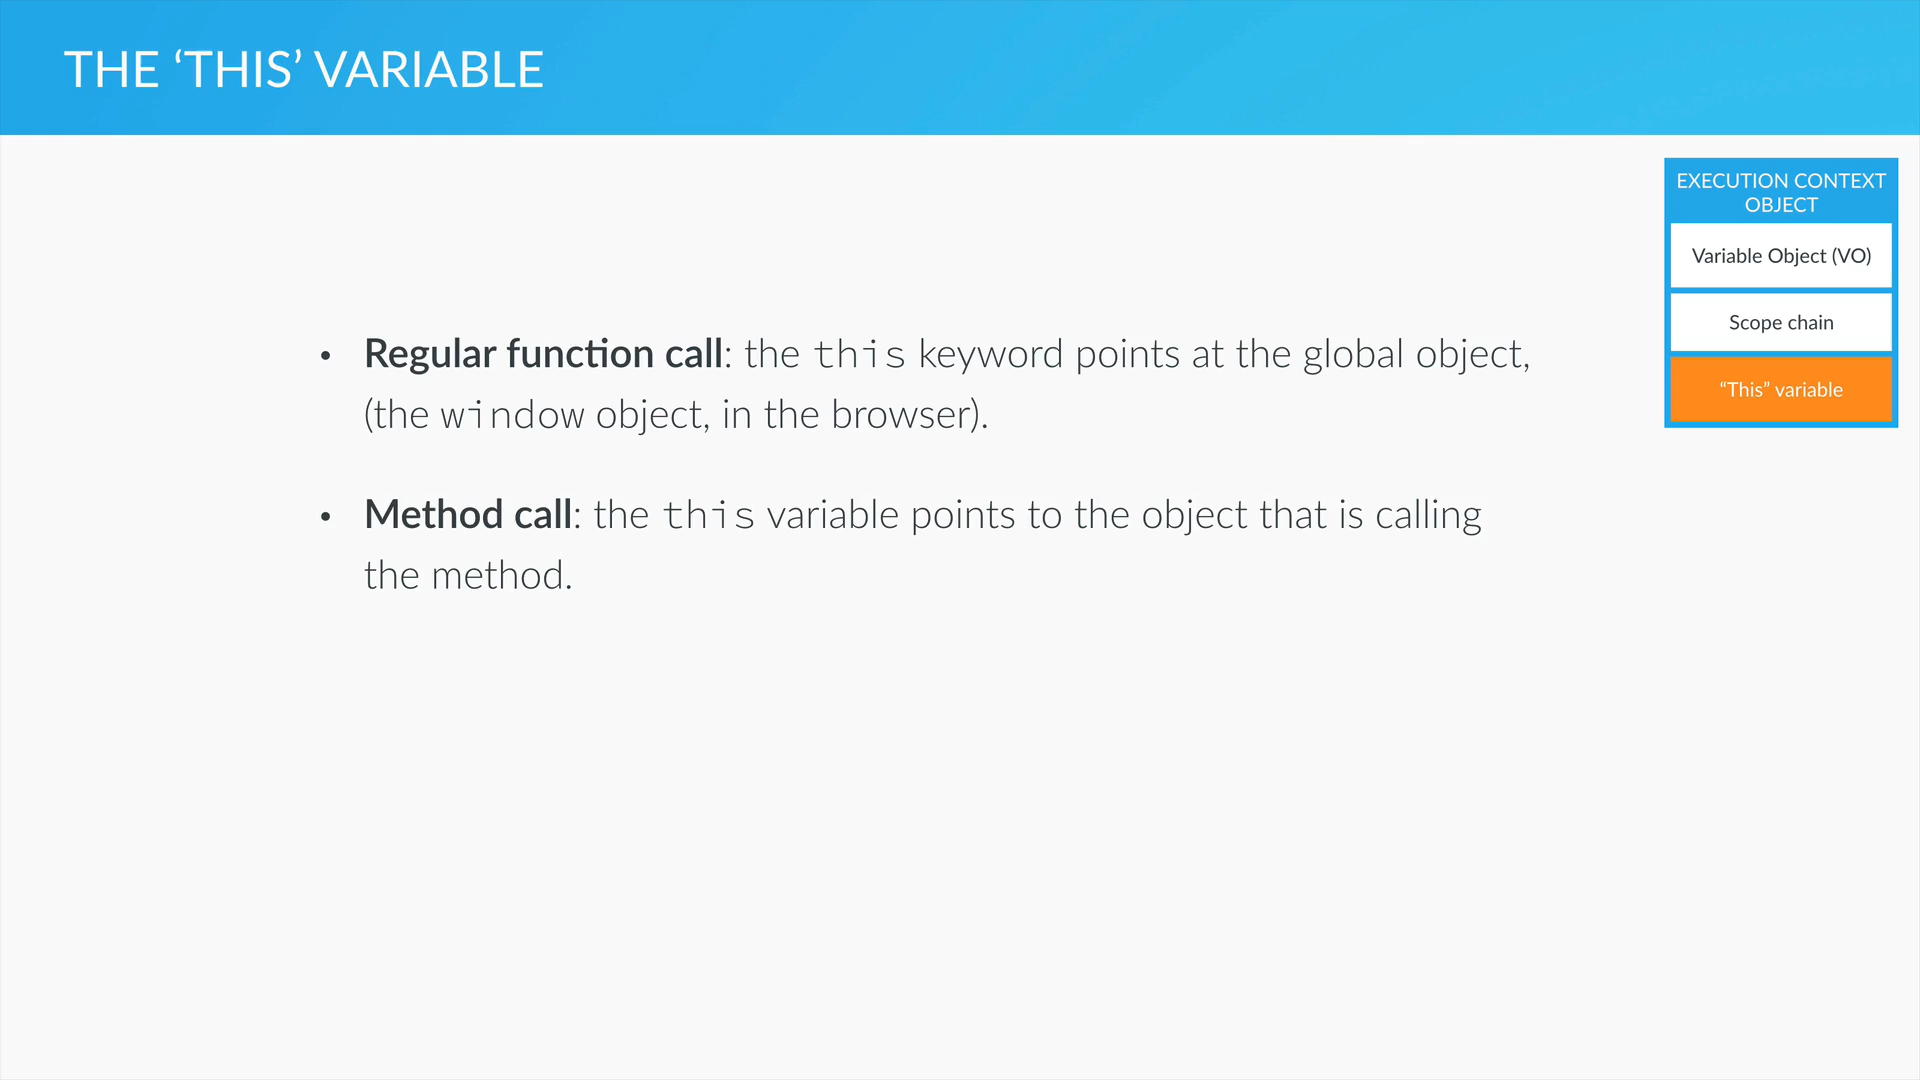 THE ‘THIS’ VARIABLE
EXECUTION CONTEXT
OBJECT
Variable Object (VO)
Scope chain
“This” variable
• Regular function call: the this keyword points at the global object,
(the window object, in the browser).
• Method call: the this variable points to the object that is calling
the method.